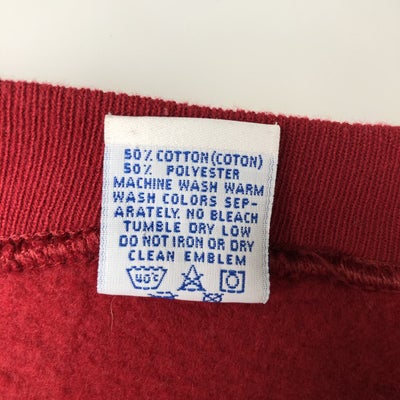 50% COTTON (COTON)
50% POLYESTER
MACHINE WASH WARM
WASH COLORS SEP-
ARATELY. NO BLEACH
TUMBLE DRY LOW
DO NOT IRON OR DRY
CLEAN EMBLEM
40°C